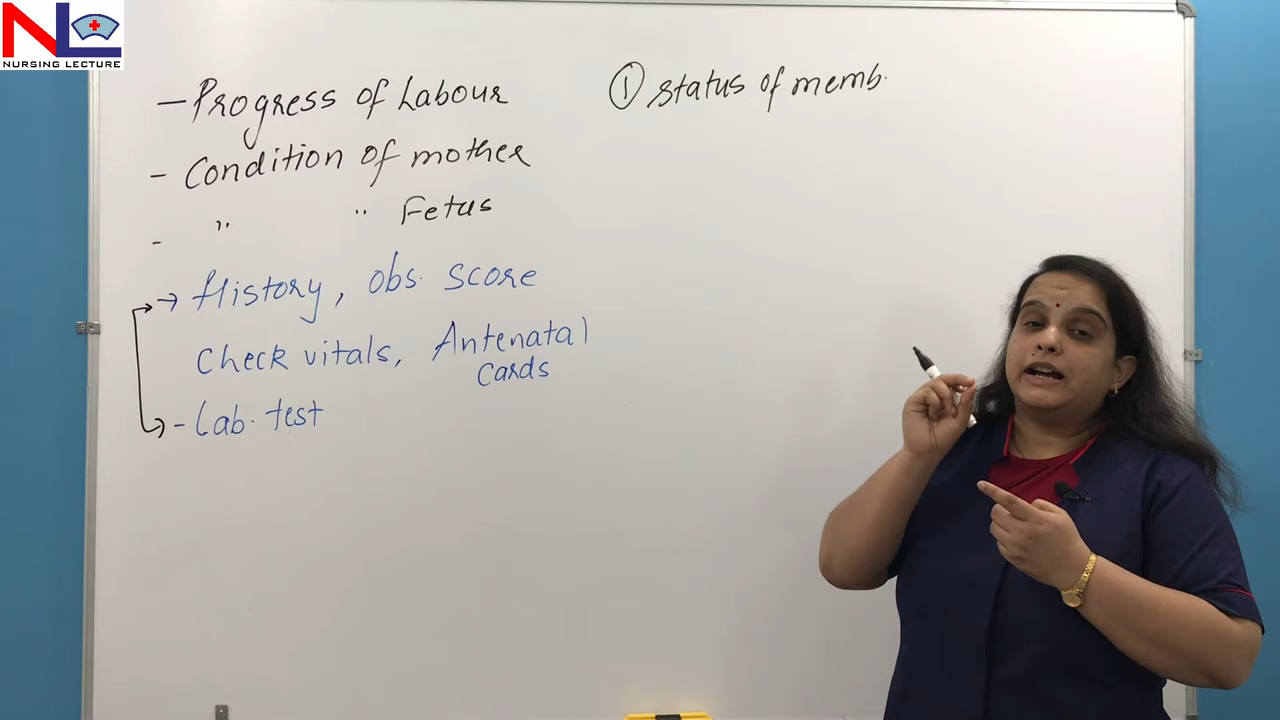 NL
NURSING LECTURE
- Progress of Labour
- Condition of mother
- " " Fetus
→ History, Obs. score
Check vitals, Antenatal
cards
- Lab. test
① status of memb.